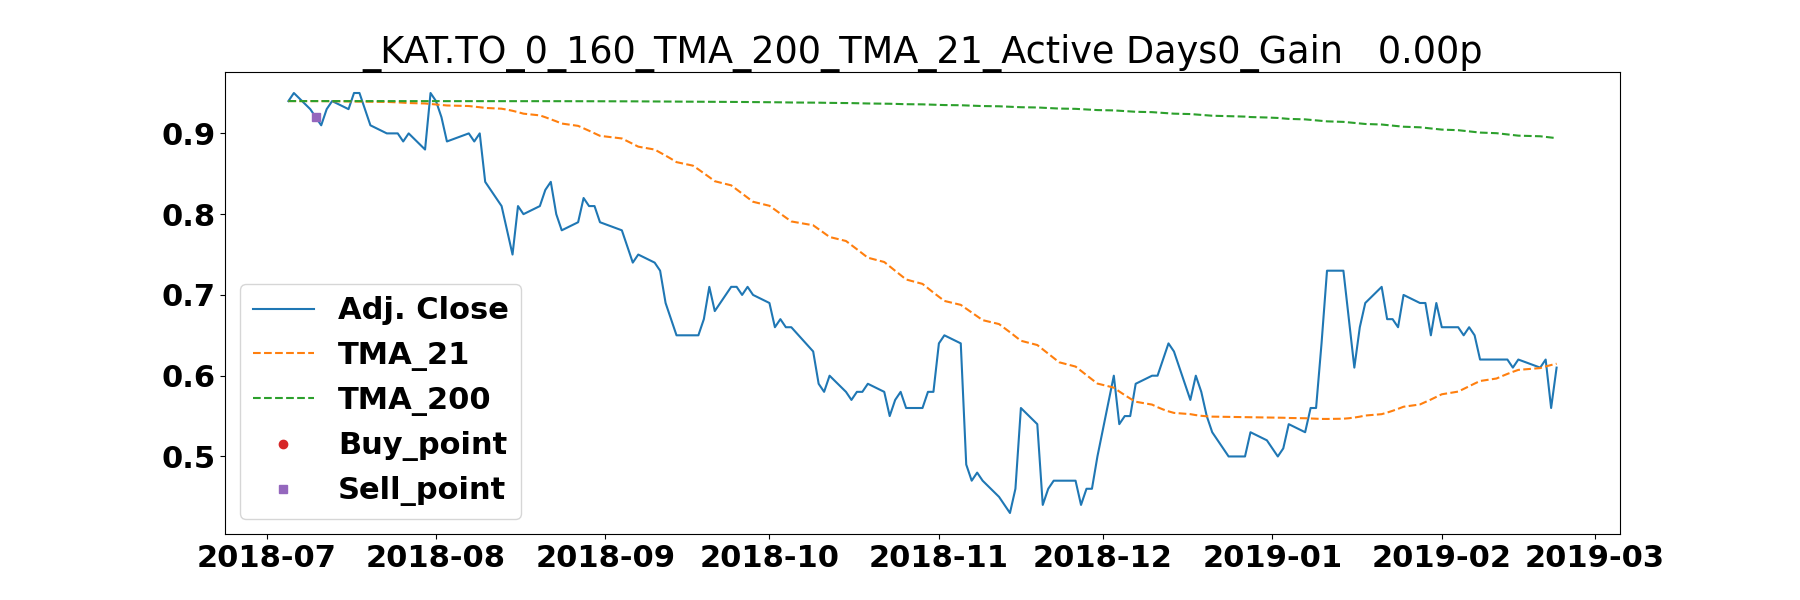 _KAT.TO_0_160_TMA_200_TMA_21_Active Days0_Gain   0.00p
0.9
0.8
0.7
0.6
0.5
Adj. Close
TMA_21
TMA_200
Buy_point
Sell_point
2018-07 2018-08 2018-09 2018-10 2018-11 2018-12 2019-01 2019-02 2019-03